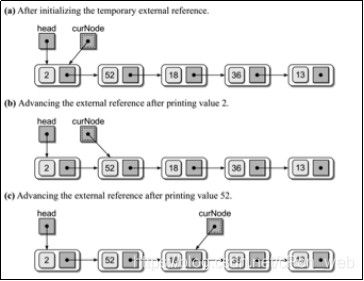 (a) After initializing the temporary external reference.
head curNode
2 52 18 36 13
(b) Advancing the external reference after printing value 2.
head curNode
2 52 18 36 13
(c) Advancing the external reference after printing value 52.
head curNode
2 52 18 36 13